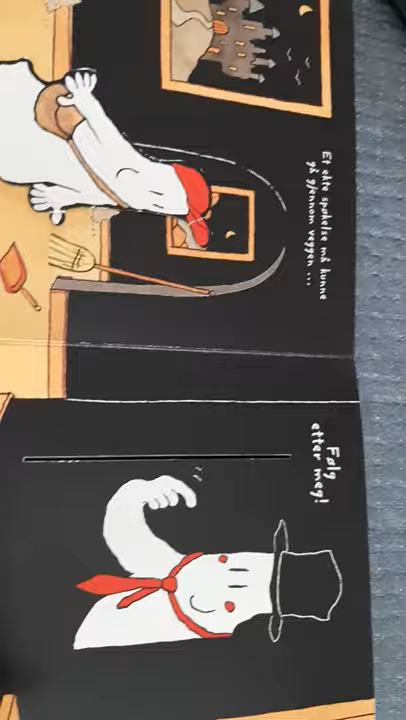 Et ekte spøkelse må kunne
gå gjennom veggen ...
Følg
etter meg!